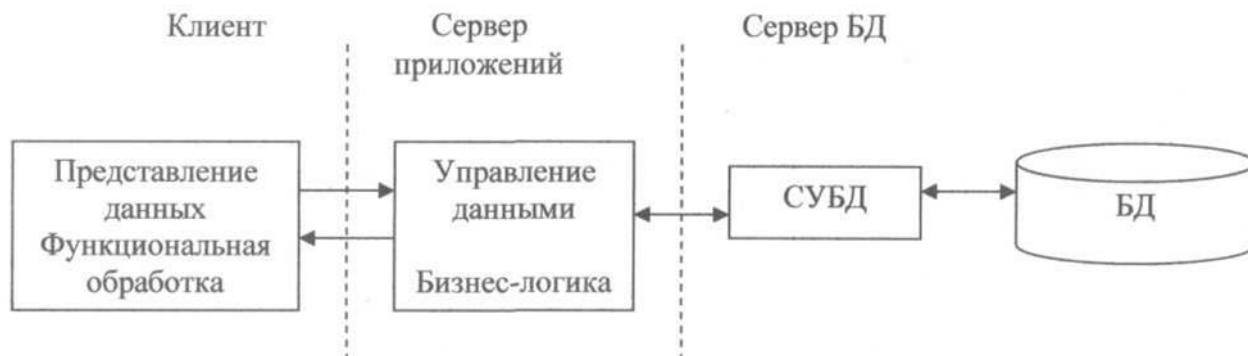 Клиент
Сервер
приложений
Сервер БД
Представление
данных
Функциональная
обработка
Управление
данными
Бизнес-логика
СУБД
БД